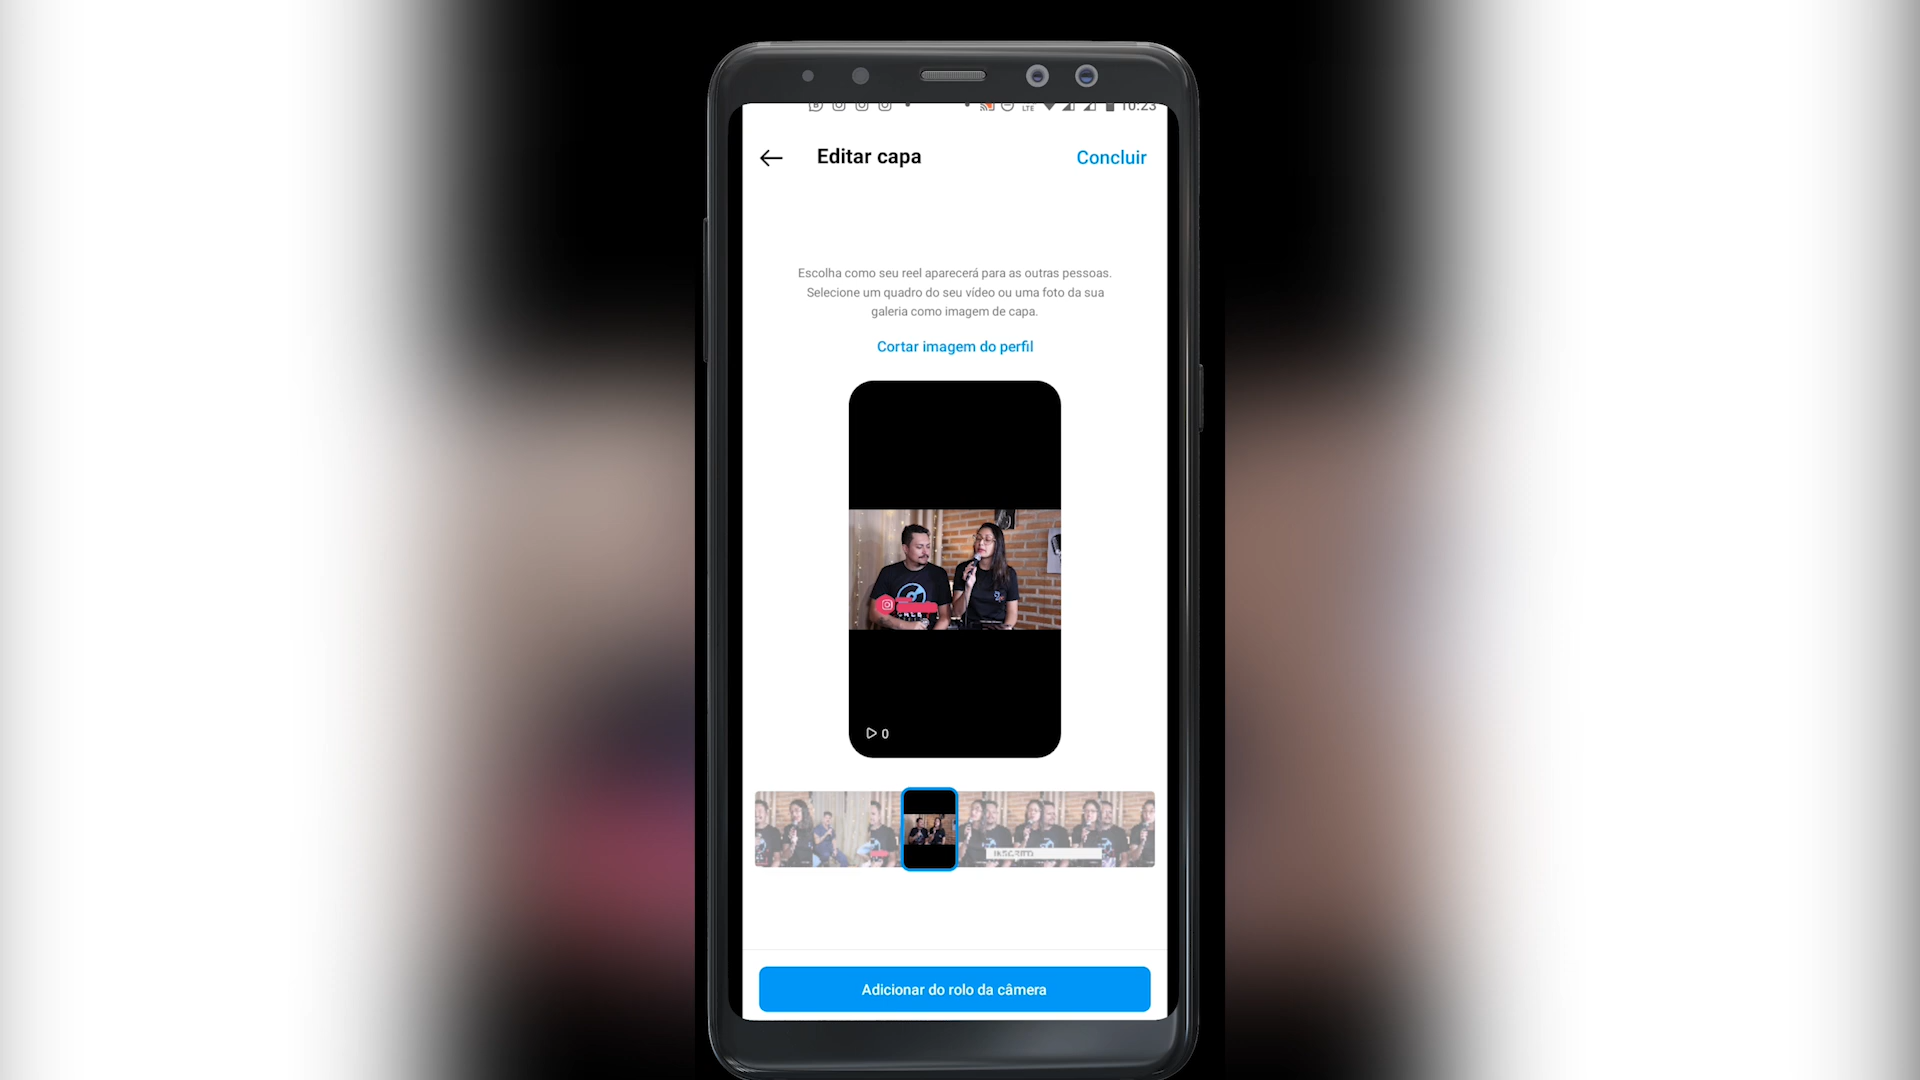 LTE 10:23
Editar capa
Concluir
Escolha como seu reel aparecerá para as outras pessoas.
Selecione um quadro do seu vídeo ou uma foto da sua
galeria como imagem de capa.
Cortar imagem do perfil
0
INSCRITO
Adicionar do rolo da câmera